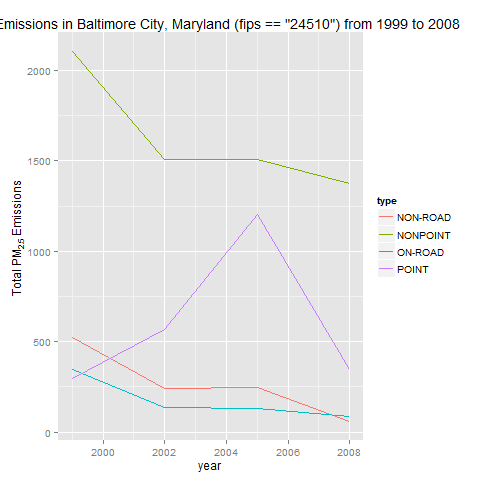 Emissions in Baltimore City, Maryland (fips == "24510") from 1999 to 2008
2000
1500
1000
500
0
Total PM2.5 Emissions
2000
2002
2004
2006
2008
year
type
NON-ROAD
NONPOINT
ON-ROAD
POINT